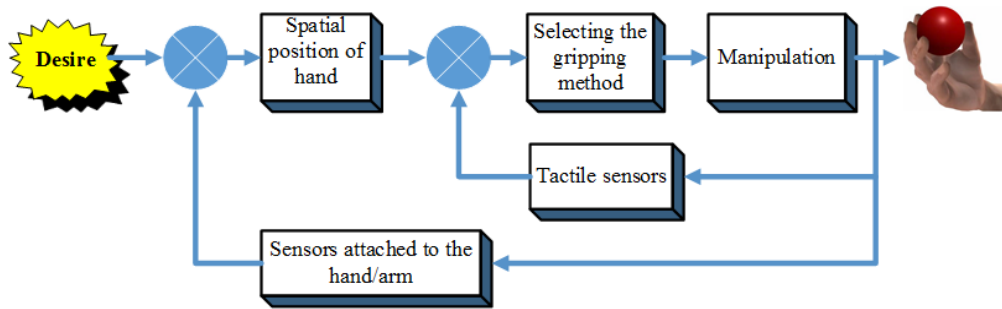 Desire
Spatial
position of
hand
Selecting the
gripping
method
Manipulation
Tactile sensors
Sensors attached to the
hand/arm